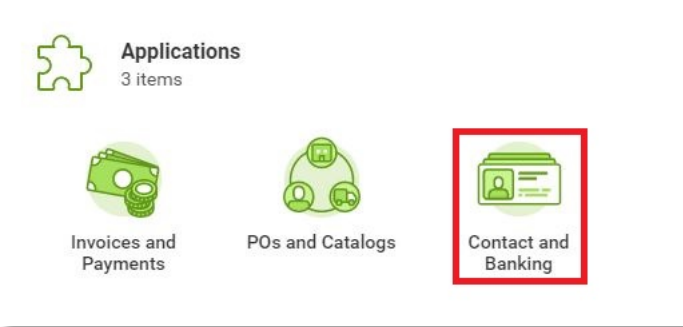 Applications
3 items
Invoices and
Payments
POs and Catalogs
Contact and
Banking